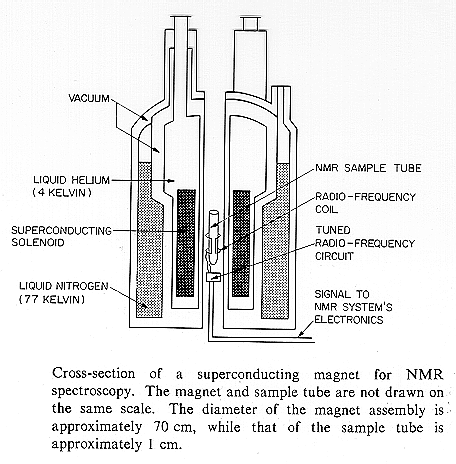 VACUUM
LIQUID HELIUM
(4 KELVIN)
SUPERCONDUCTING
SOLENOID
LIQUID NITROGEN
(77 KELVIN)
NMR SAMPLE TUBE
RADIO-FREQUENCY
COIL
TUNED
RADIO-FREQUENCY
CIRCUIT
SIGNAL TO
NMR SYSTEM'S
ELECTRONICS
Cross-section of a superconducting magnet for NMR
spectroscopy. The magnet and sample tube are not drawn on
the same scale. The diameter of the magnet assembly is
approximately 70 cm, while that of the sample tube is
approximately 1 cm.